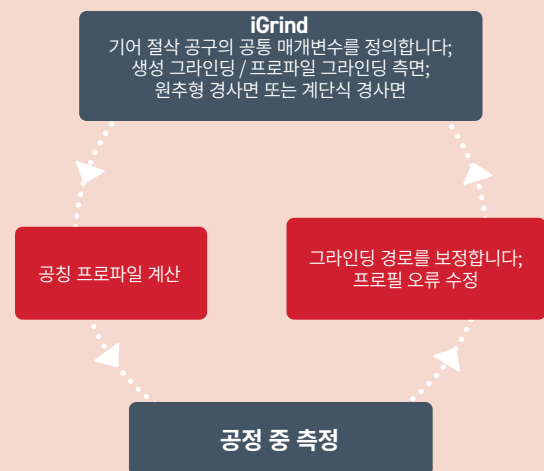 iGrind
기어 절삭 공구의 공통 매개변수를 정의합니다;
생성 그라인딩 / 프로파일 그라인딩 측면;
원추형 경사면 또는 계단식 경사면
공칭 프로파일 계산
그라인딩 경로를 보정합니다;
프로필 오류 수정
공정 중 측정